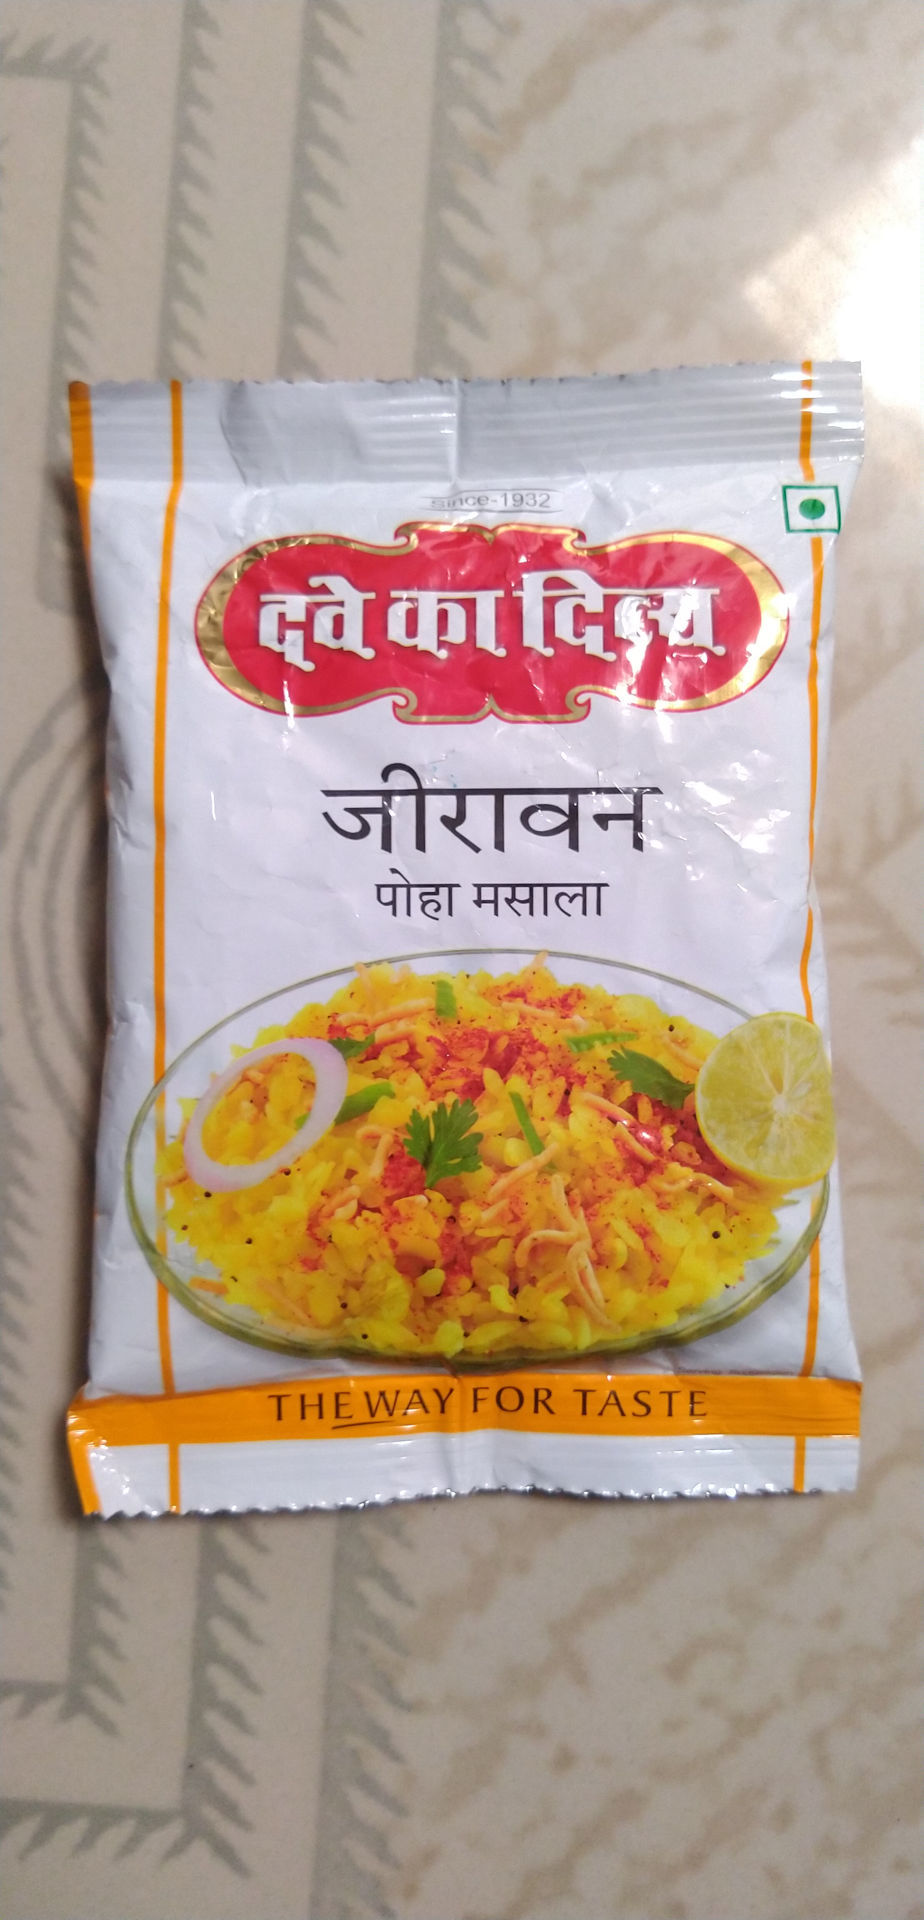 since-1932
दवे का दिव्य
जीरावन
पोहा मसाला
THE WAY FOR TASTE